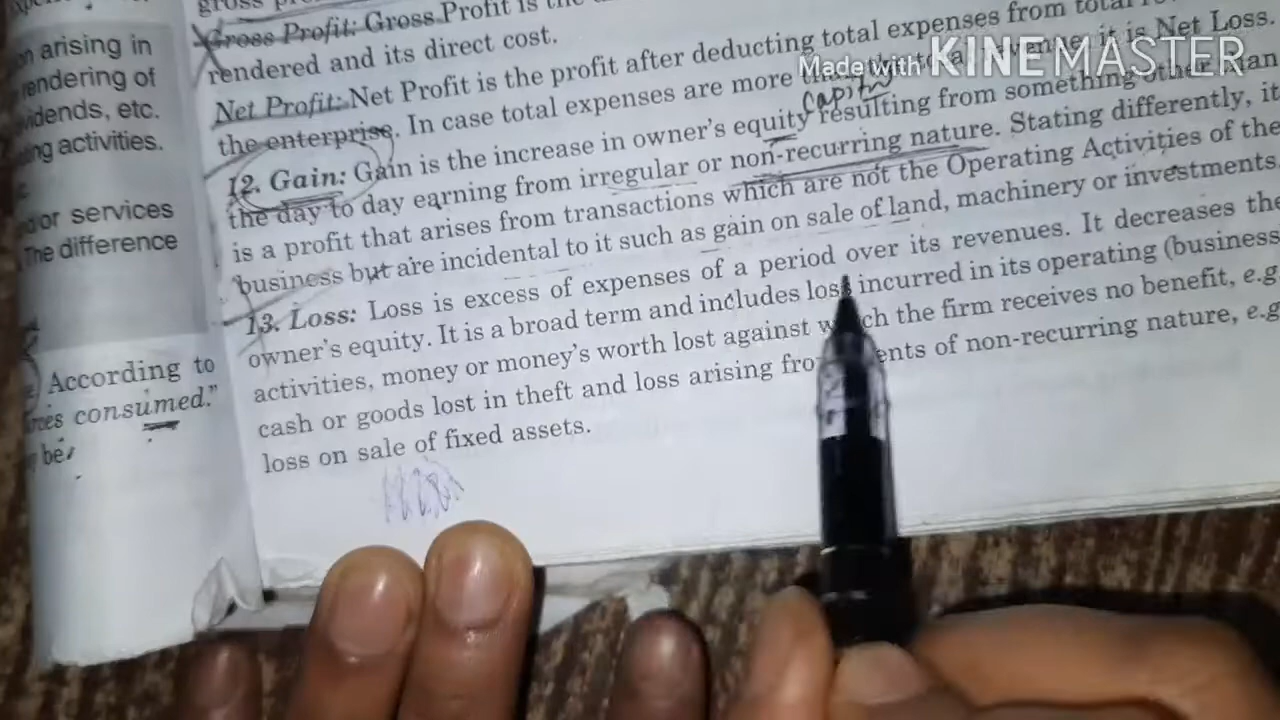 on arising in
rendering of
idends, etc.
ng activities.
or services
The difference
According to
rces consumed."
be
Gross Profit: Gross Profit is the
rendered and its direct cost.
Net Profit: Net Profit is the profit after deducting total expenses from total
the enterprise. In case total expenses are more it is Net Loss.
capital
12. Gain: Gain is the increase in owner's equity resulting from something other than
the day to day earning from irregular or non-recurring nature. Stating differently, it
is a profit that arises from transactions which are not the Operating Activities of the
business but are incidental to it such as gain on sale of land, machinery or investments
13. Loss: Loss is excess of expenses of a period over its revenues. It decreases the
owner's equity. It is a broad term and includes loss incurred in its operating (business
activities, money or money's worth lost against which the firm receives no benefit, e.g
cash or goods lost in theft and loss arising from events of non-recurring nature, e.g
loss on sale of fixed assets.
Made with KINEMASTER